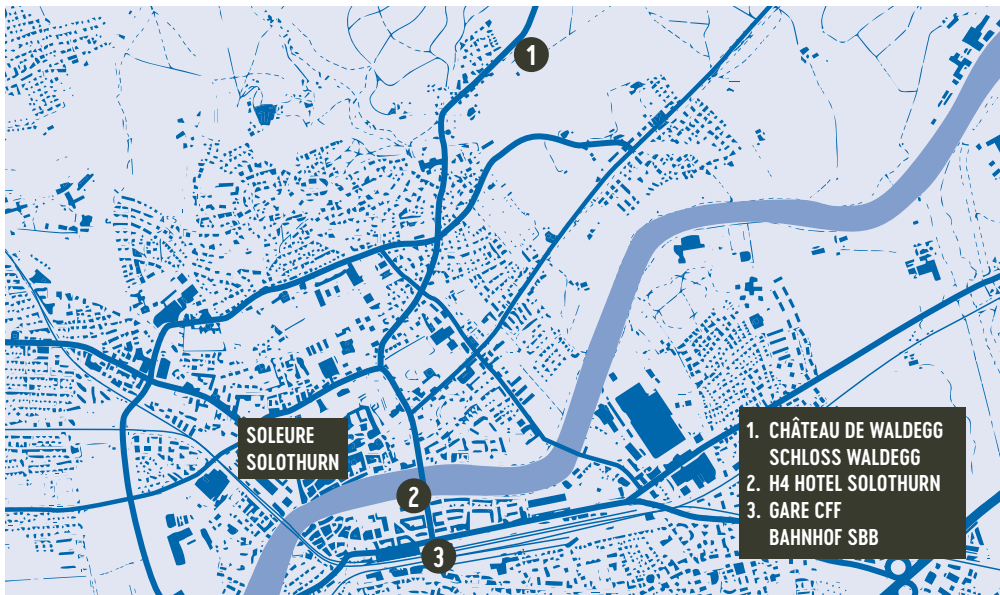 1
SOLEURE
SOLOTHURN
2
3
1. CHÂTEAU DE WALDEGG
SCHLOSS WALDEGG
2. H4 HOTEL SOLOTHURN
3. GARE CFF
BAHNHOF SBB